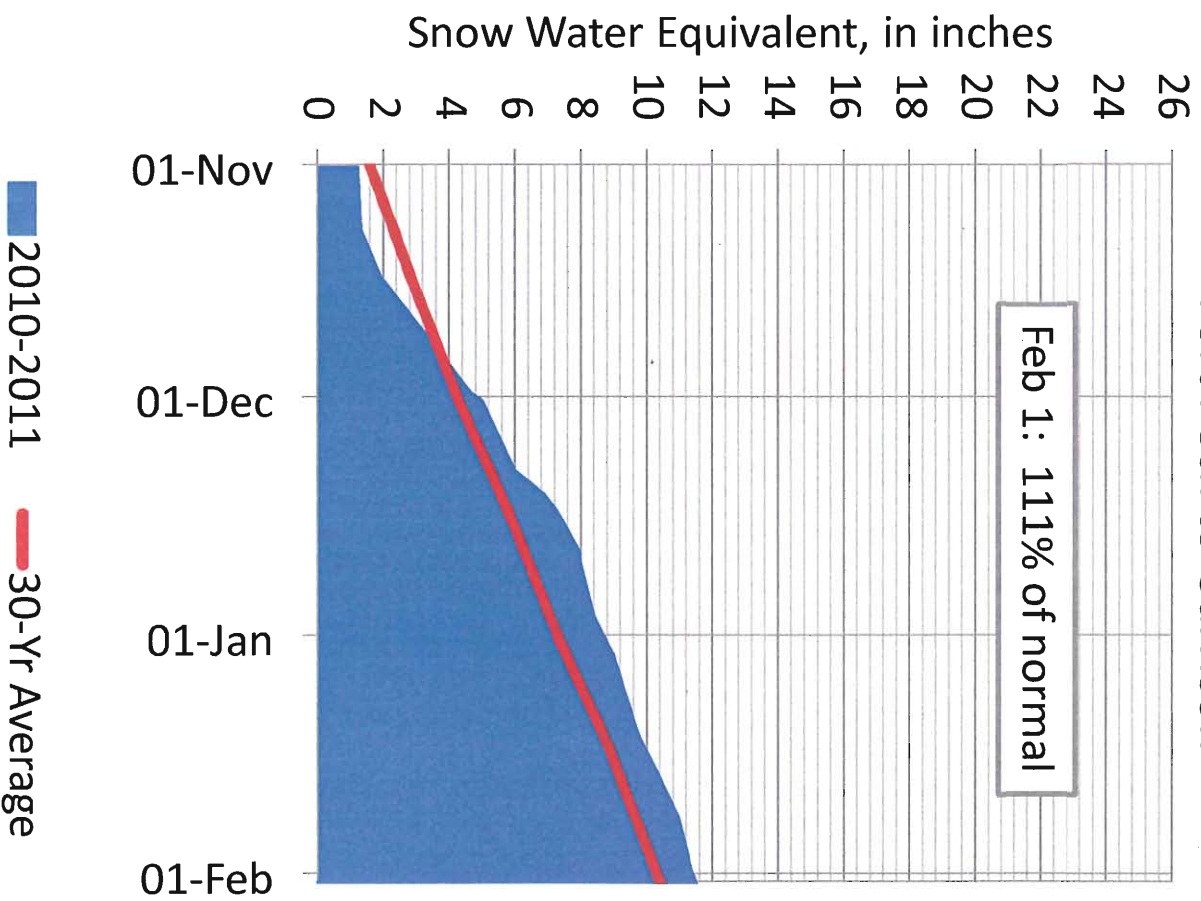 Feb 1: 111% of normal
Snow Water Equivalent, in inches
26
24
22
20
18
16
14
12
10
8
6
4
2
0
01-Nov
01-Dec
01-Jan
01-Feb
2010-2011
30-Yr Average